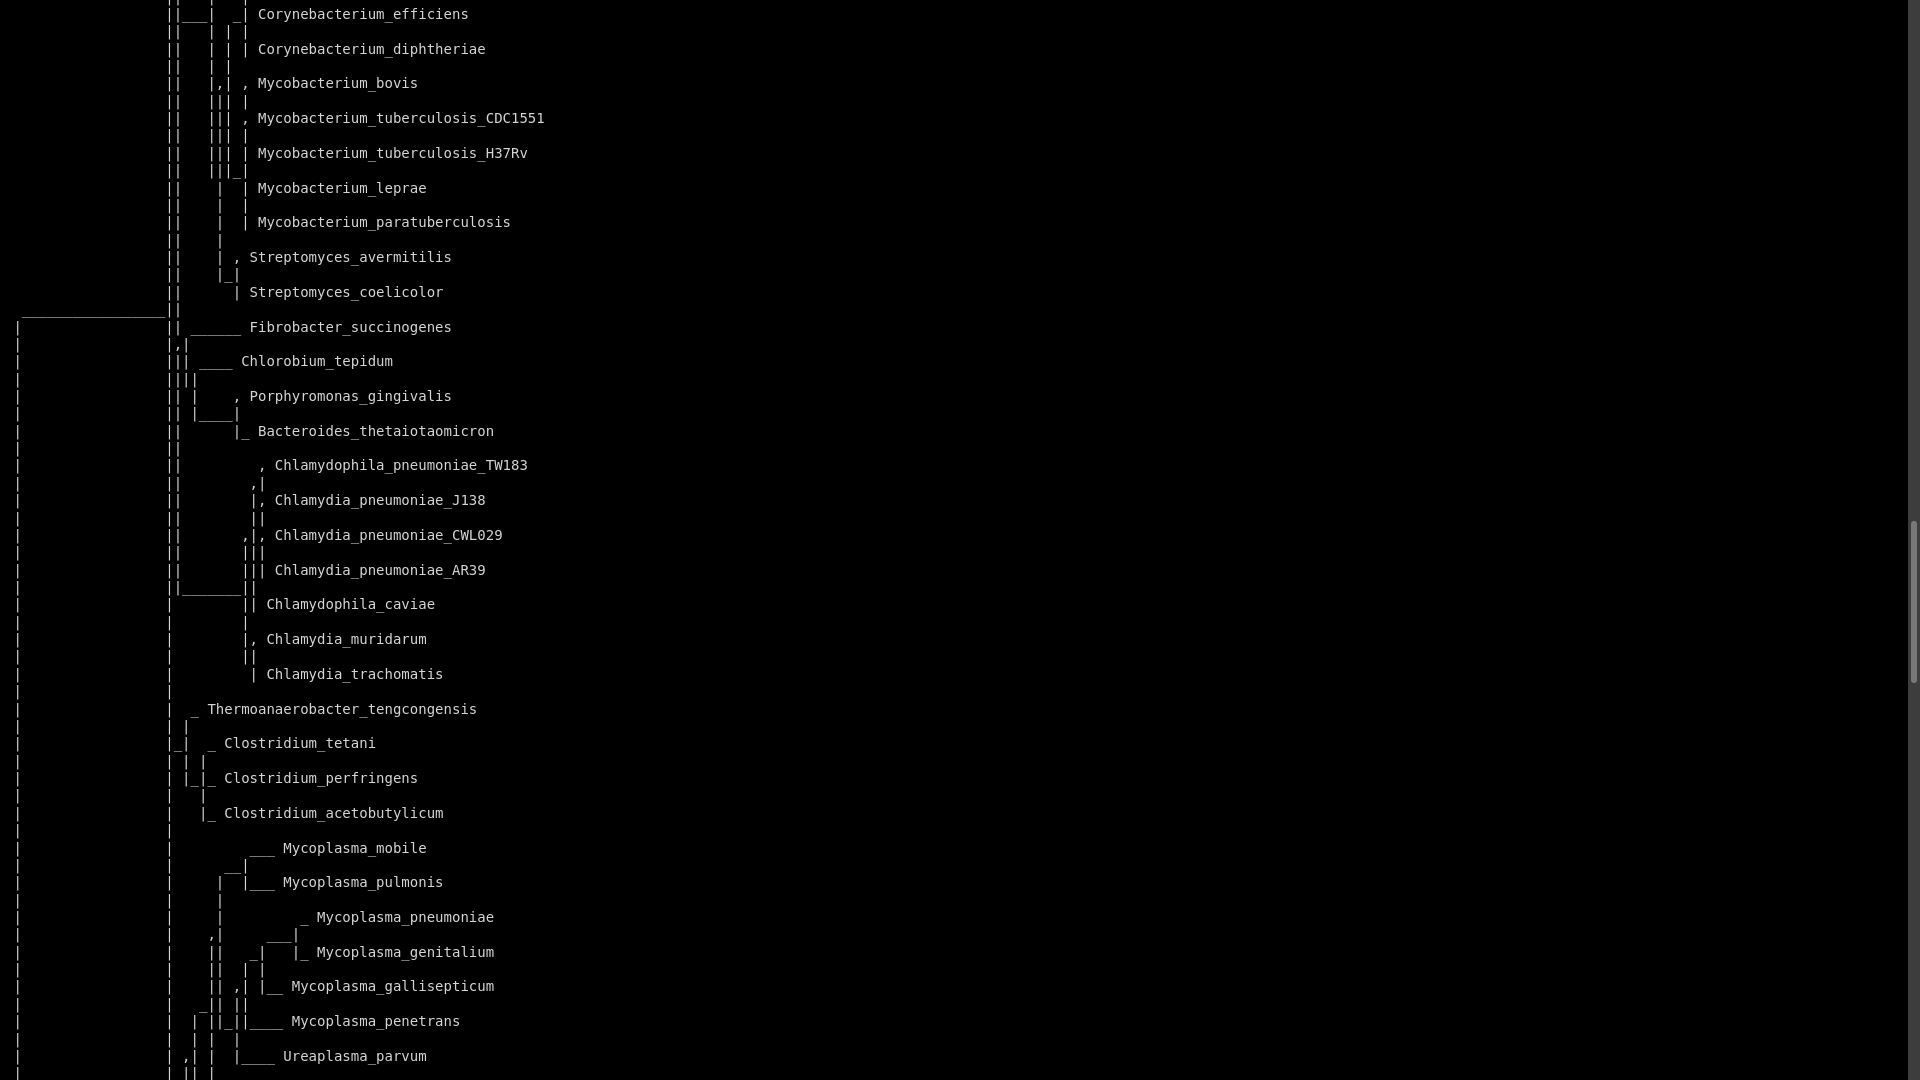 Corynebacterium_efficiens
Corynebacterium_diphtheriae
Mycobacterium_bovis
Mycobacterium_tuberculosis_CDC1551
Mycobacterium_tuberculosis_H37Rv
Mycobacterium_leprae
Mycobacterium_paratuberculosis
Streptomyces_avermitilis
Streptomyces_coelicolor
Fibrobacter_succinogenes
Chlorobium_tepidum
Porphyromonas_gingivalis
Bacteroides_thetaiotaomicron
Chlamydophila_pneumoniae_TW183
Chlamydia_pneumoniae_J138
Chlamydia_pneumoniae_CWL029
Chlamydia_pneumoniae_AR39
Chlamydophila_caviae
Chlamydia_muridarum
Chlamydia_trachomatis
Thermoanaerobacter_tengcongensis
Clostridium_tetani
Clostridium_perfringens
Clostridium_acetobutylicum
Mycoplasma_mobile
Mycoplasma_pulmonis
Mycoplasma_pneumoniae
Mycoplasma_genitalium
Mycoplasma_gallisepticum
Mycoplasma_penetrans
Ureaplasma_parvum